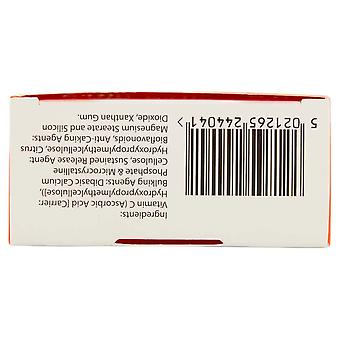 Ingredients:
Vitamin C (Ascorbic Acid [Carrier:
Hydroxypropylmethylcellulose]),
Bulking Agents: Dibasic Calcium
Phosphate & Microcrystalline
Cellulose, Sustained Release Agent:
Hydroxypropylmethylcellulose, Citrus
Bioflavonoids, Anti-Caking Agents:
Magnesium Stearate and Silicon
Dioxide, Xanthan Gum.
5 021265 244041 >